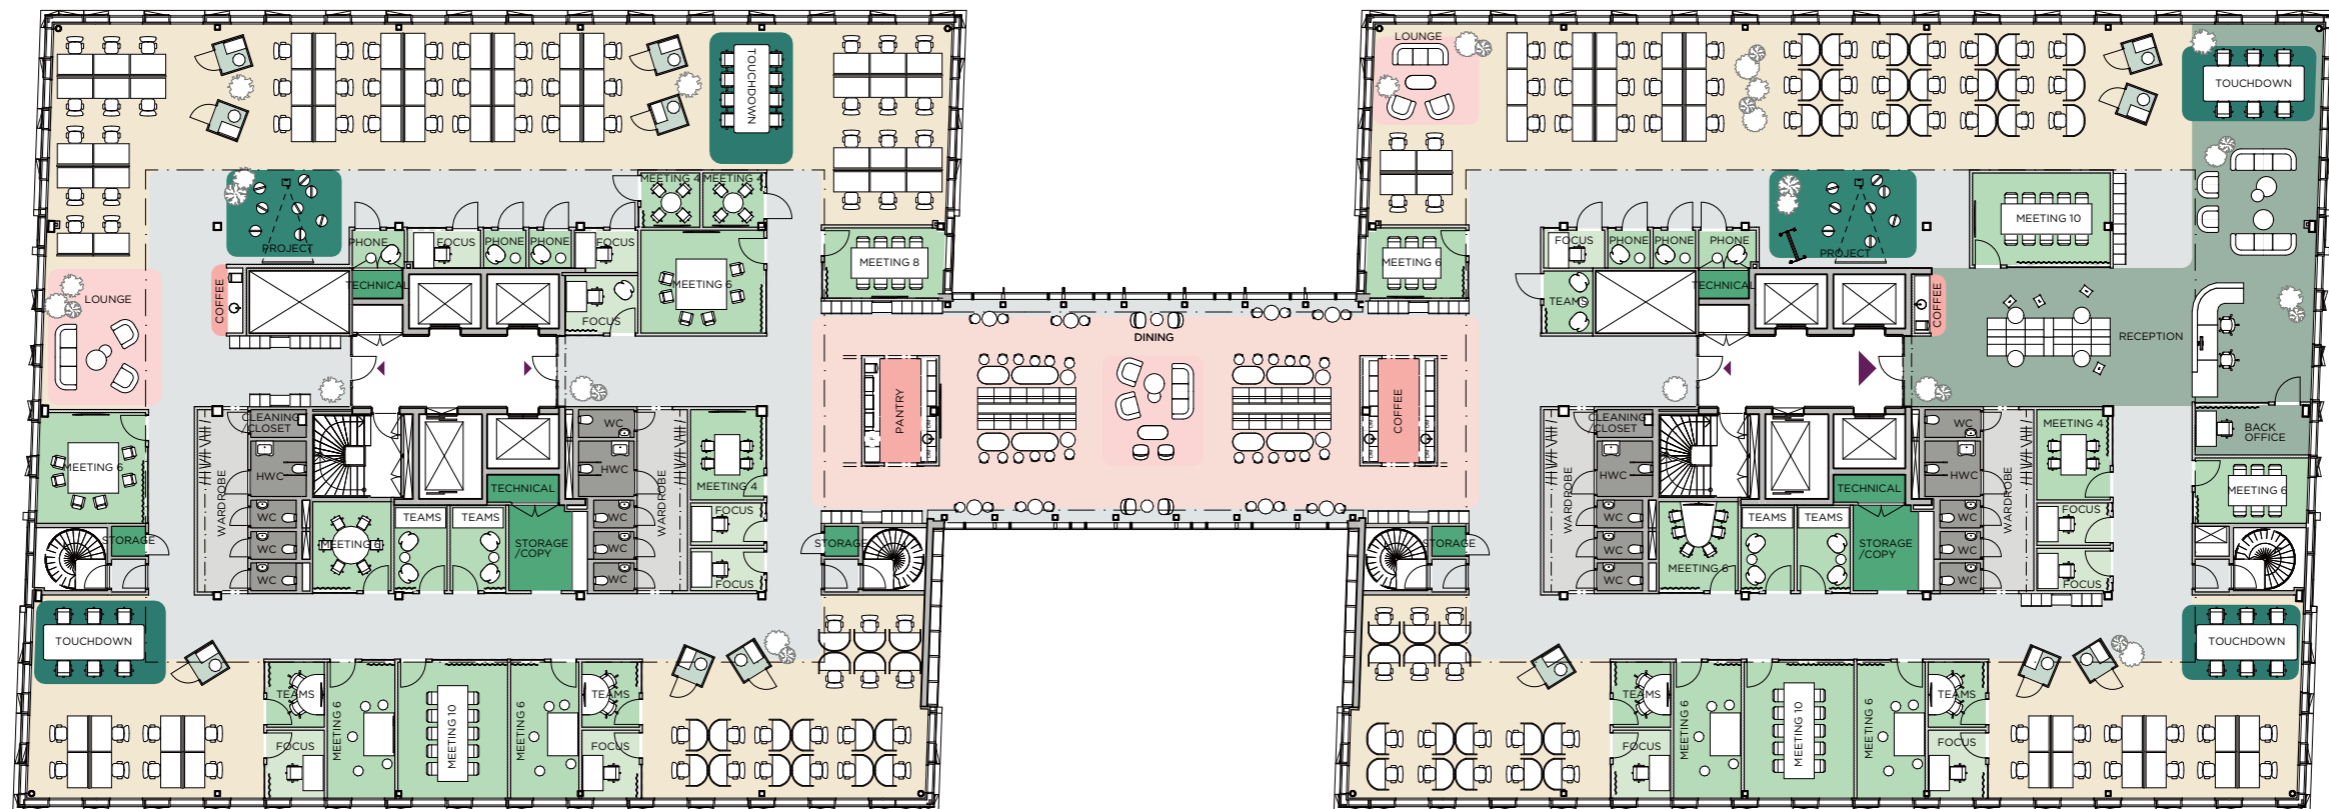 TOUCHDOWN
MEETING 4
MEETING 4
PROJECT
PHONE
FOCUS
PHONE
PHONE
FOCUS
MEETING 8
TECHNICAL
COFFEE
LOUNGE
FOCUS
MEETING 6
MEETING 6
CLEANING
/CLOSET
HWC
WC
WC
WC
WARDROBE
STORAGE
MEETING 6
TEAMS
TEAMS
TECHNICAL
STORAGE
/COPY
WC
HWC
WC
WC
WC
WARDROBE
MEETING 4
FOCUS
FOCUS
STORAGE
TOUCHDOWN
TEAMS
FOCUS
MEETING 6
MEETING 10
MEETING 6
TEAMS
FOCUS
DINING
PANTRY
COFFEE
LOUNGE
TOUCHDOWN
MEETING 6
FOCUS
PHONE
PHONE
PHONE
TEAMS
TECHNICAL
PROJECT
MEETING 10
COFFEE
RECEPTION
BACK
OFFICE
MEETING 6
CLEANING
/CLOSET
HWC
WC
WC
WC
WARDROBE
STORAGE
MEETING 6
TEAMS
TEAMS
TECHNICAL
STORAGE
/COPY
WC
HWC
WC
WC
WC
WARDROBE
MEETING 4
FOCUS
FOCUS
TOUCHDOWN
TEAMS
FOCUS
MEETING 6
MEETING 10
MEETING 6
TEAMS
FOCUS